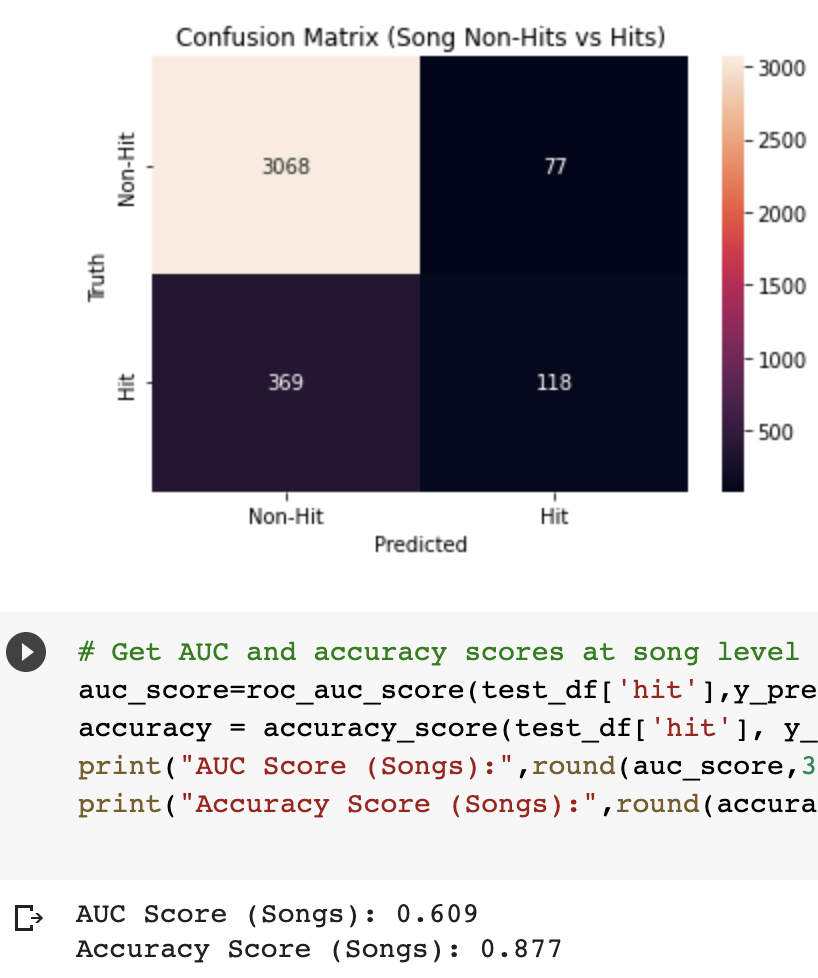 Confusion Matrix (Song Non-Hits vs Hits)
Non-Hit
Hit
Truth
3068
77
369
118
Non-Hit
Hit
Predicted
3000
2500
2000
1500
1000
500
# Get AUC and accuracy scores at song level
auc_score=roc_auc_score(test_df['hit'],y_pre
accuracy = accuracy_score(test_df['hit'], y_
print("AUC Score (Songs):",round(auc_score,3
print("Accuracy Score (Songs):",round(accura
AUC Score (Songs): 0.609
Accuracy Score (Songs): 0.877